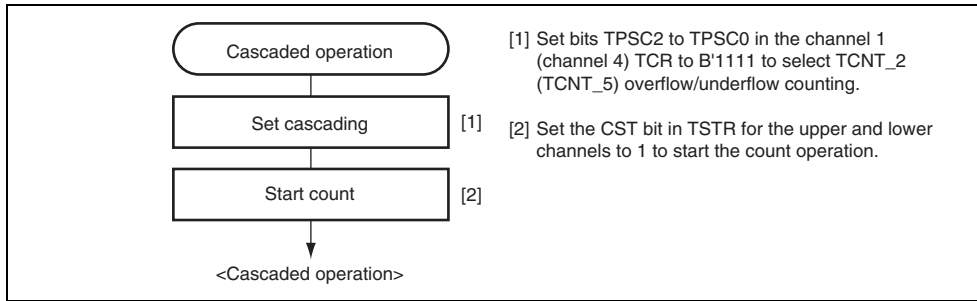 Cascaded operation
Set cascading
[1]
Start count
[2]
<Cascaded operation>
[1] Set bits TPSC2 to TPSC0 in the channel 1
(channel 4) TCR to B'1111 to select TCNT_2
(TCNT_5) overflow/underflow counting.
[2] Set the CST bit in TSTR for the upper and lower
channels to 1 to start the count operation.